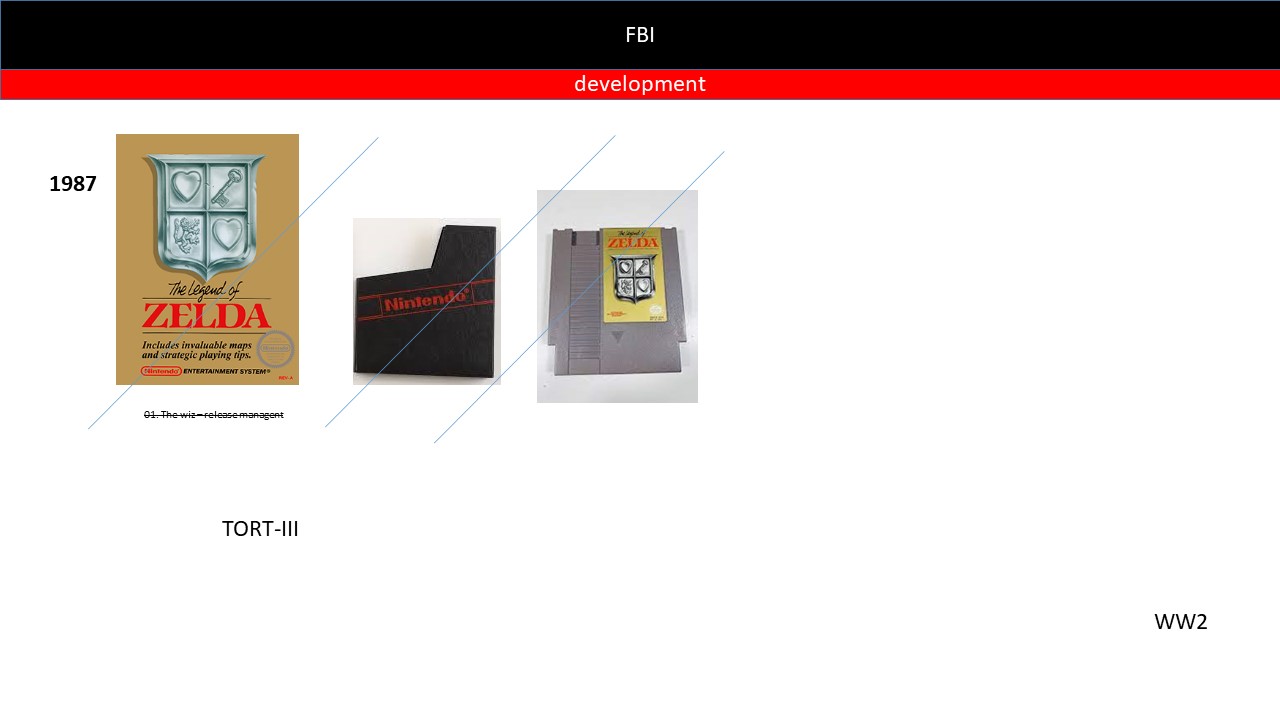 FBI
development
1987
The Legend of
ZELDA
Includes invaluable maps
and strategic playing tips.
Nintendo ENTERTAINMENT SYSTEM®
REV-A
01. The wiz – release managent
Nintendo®
The Legend of
ZELDA
TORT-III
WW2